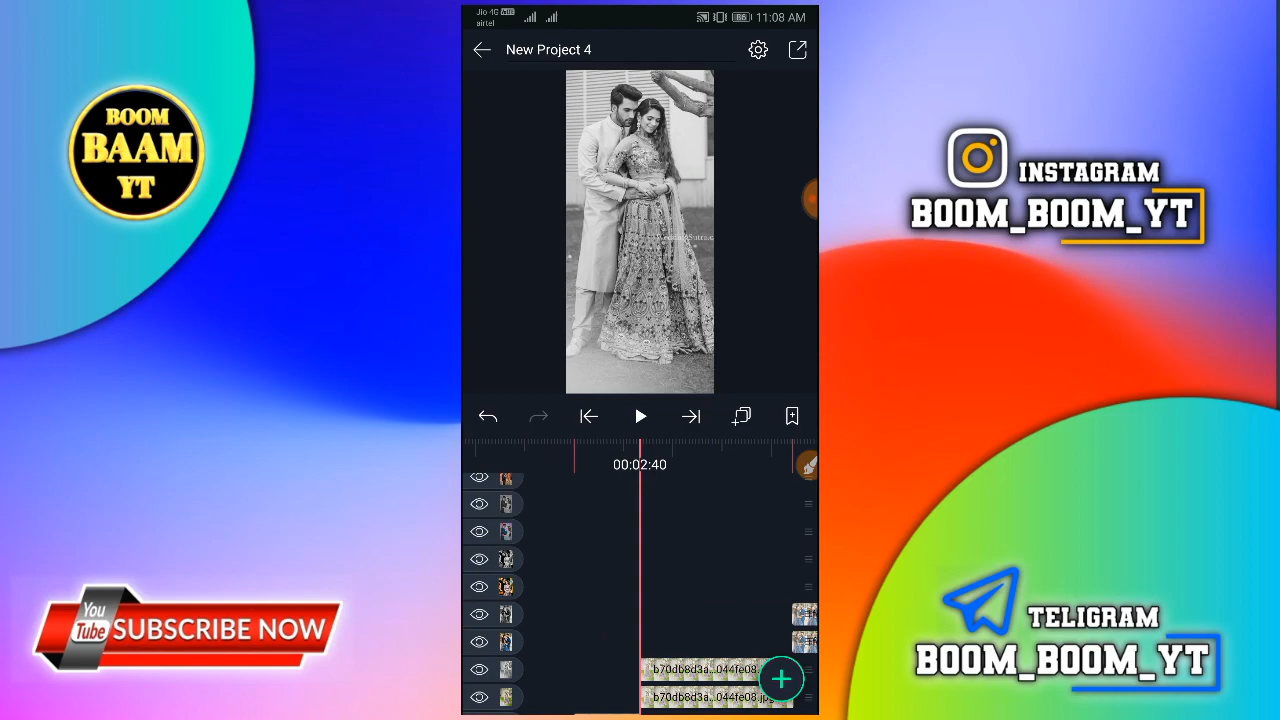 BOOM
BAAM
YT
Jio 4G
airtel
11:08 AM
New Project 4
00:02:40
b70db8d3a..044fe08.
b70db8d3a..044fe08.jpg
INSTAGRAM
BOOM_BOOM_YT
TELIGRAM
BOOM_BOOM_YT
You
Tube
SUBSCRIBE NOW